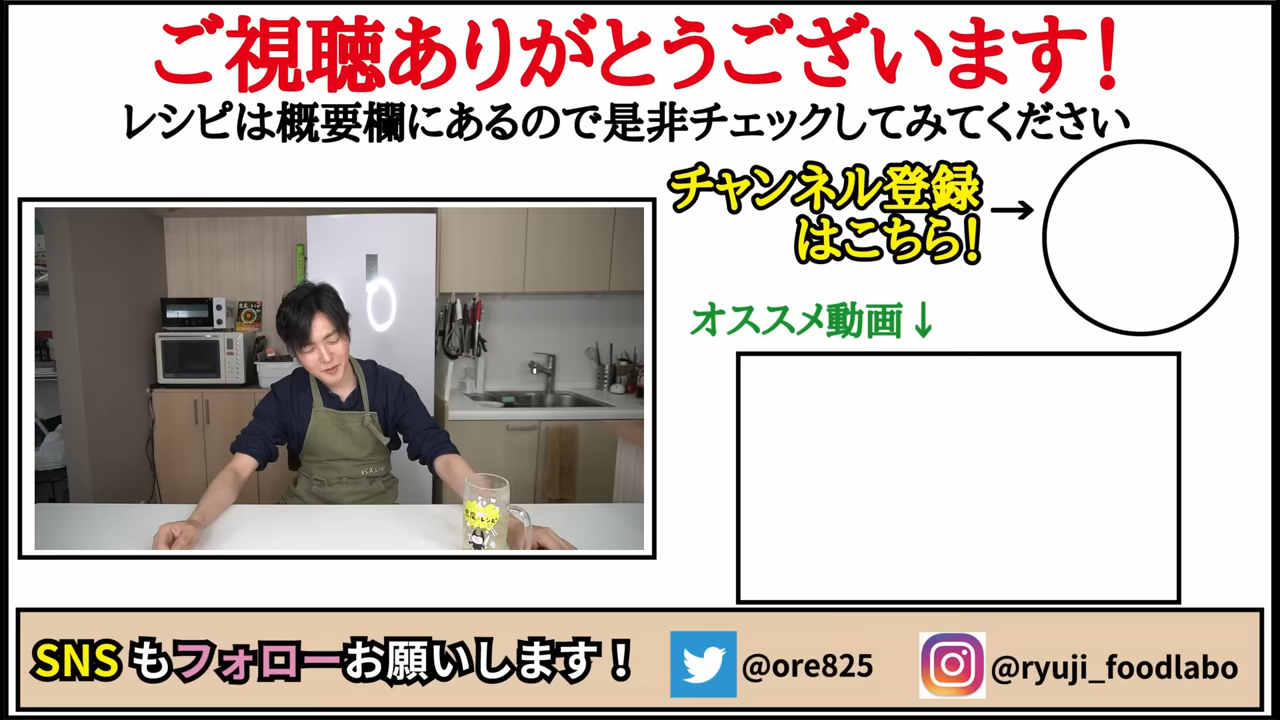 ご視聴ありがとうございます!
レシピは概要欄にあるので是非チェックしてみてください
チャンネル登録
はこちら!
→
オススメ動画↓
SNSもフォローお願いします!
@ore825
@ryuji_foodlabo